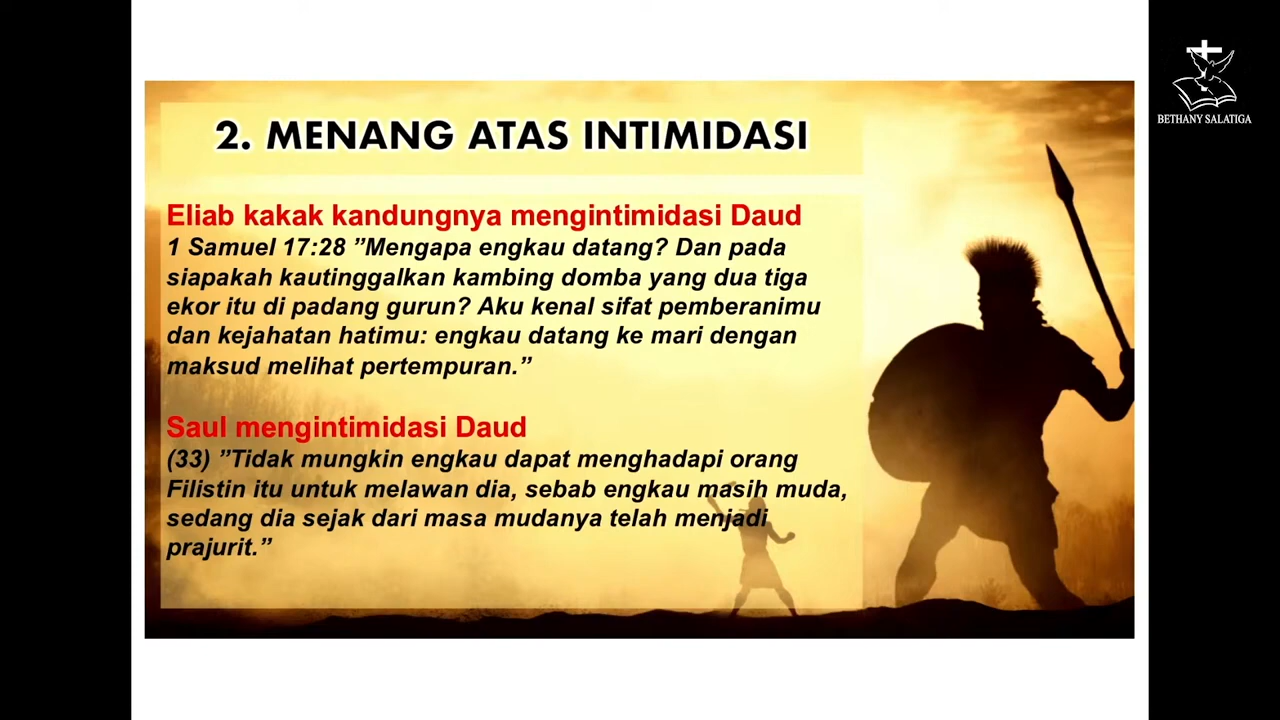 2. MENANG ATAS INTIMIDASI
Eliab kakak kandungnya mengintimidasi Daud
1 Samuel 17:28 ”Mengapa engkau datang? Dan pada
siapakah kautinggalkan kambing domba yang dua tiga
ekor itu di padang gurun? Aku kenal sifat pemberanimu
dan kejahatan hatimu: engkau datang ke mari dengan
maksud melihat pertempuran.”
Saul mengintimidasi Daud
(33) ”Tidak mungkin engkau dapat menghadapi orang
Filistin itu untuk melawan dia, sebab engkau masih muda,
sedang dia sejak dari masa mudanya telah menjadi
prajurit.”
BETHANY SALATIGA